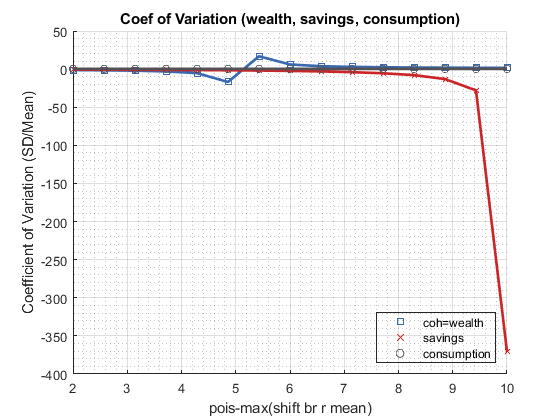 Coef of Variation (wealth, savings, consumption)
Coefficient of Variation (SD/Mean)
50
0
-50
-100
-150
-200
-250
-300
-350
-400
coh=wealth
savings
consumption
2 3 4 5 6 7 8 9 10
pois-max(shift br r mean)